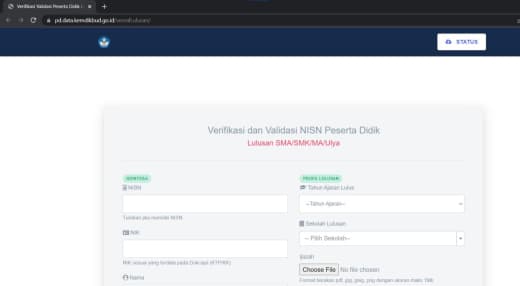 Verifikasi Validasi Peserta Didik
pd.data.kemdikbud.go.id/vervalLulusan/
STATUS
Verifikasi dan Validasi NISN Peserta Didik
Lulusan SMA/SMK/MA/Ulya
IDENTITAS
PROFIL LULUSAN
NISN
Tahun Ajaran Lulus
--Tahun Ajaran--
Tuliskan jika memiliki NISN
Sekolah Lulusan
NIK
-- Pilih Sekolah--
NIK sesuai yang tertera pada Dokumen (KTP/KK)
Ijazah
Choose File No file chosen
Nama
Format berkas pdf, jpg, jpeg, png dengan ukuran maks. 1Mb